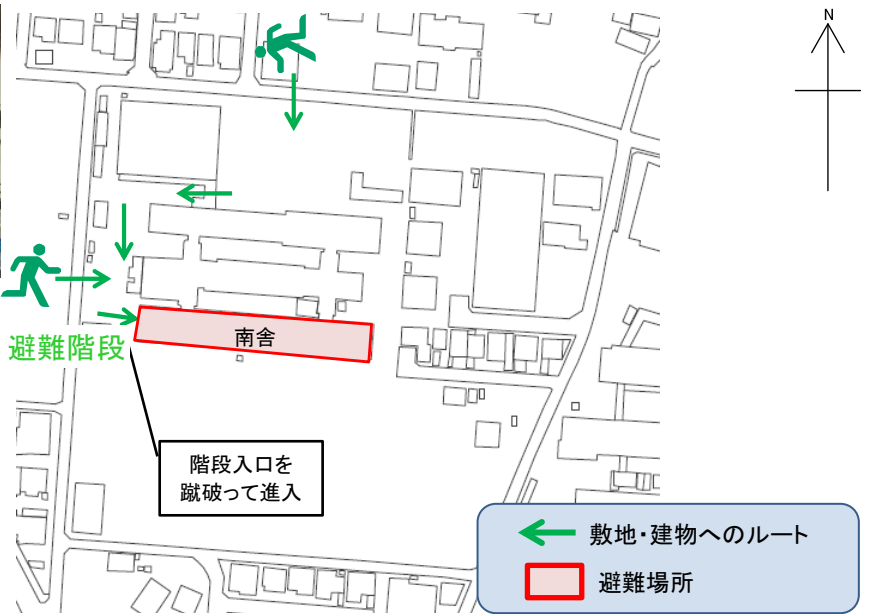 N
南舎
避難階段
階段入口を
蹴破って進入
敷地・建物へのルート
避難場所